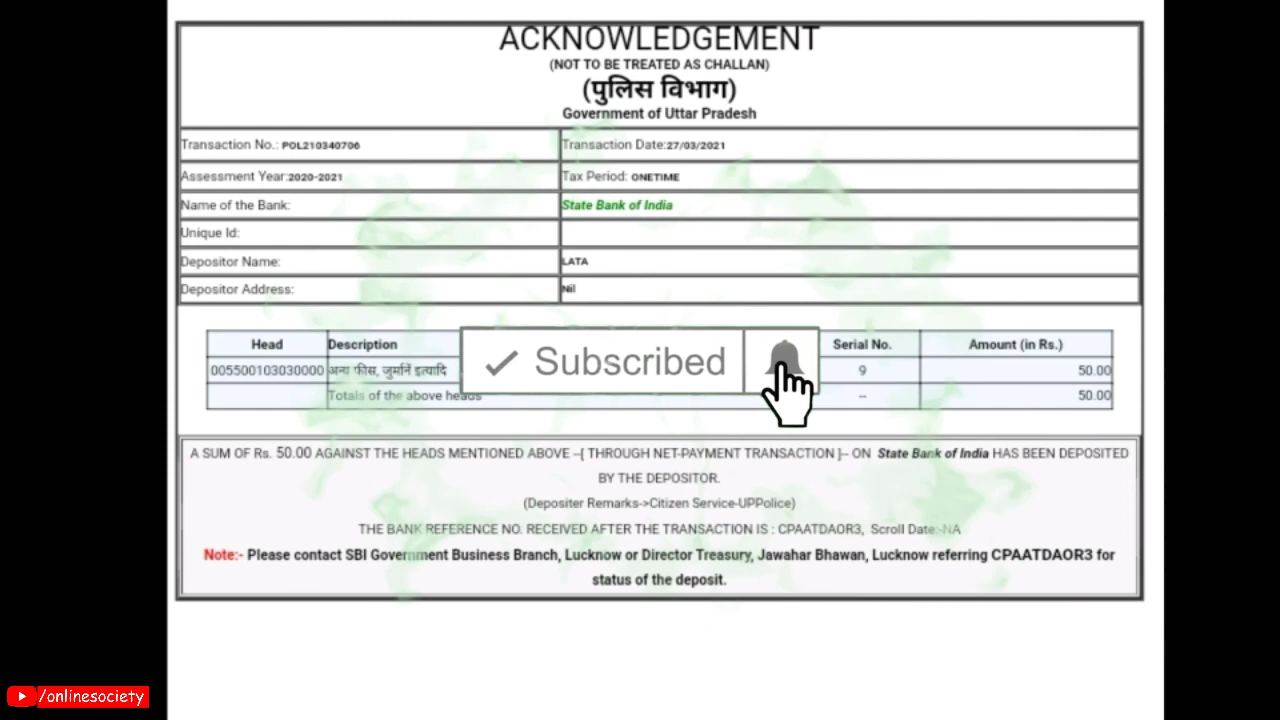 ACKNOWLEDGEMENT
(NOT TO BE TREATED AS CHALLAN)
(पुलिस विभाग)
Government of Uttar Pradesh
Transaction No.: POL210340706 Transaction Date:27/03/2021
Assessment Year:2020-2021 Tax Period: ONETIME
Name of the Bank: State Bank of India
Unique Id:
Depositor Name: LATA
Depositor Address: Nil
Head Description Serial No. Amount (in Rs.)
005500103030000 अन्य फीस, जुर्माने इत्यादि 9 50.00
Totals of the above heads -- 50.00
Subscribed
A SUM OF Rs. 50.00 AGAINST THE HEADS MENTIONED ABOVE --[ THROUGH NET-PAYMENT TRANSACTION ]-- ON State Bank of India HAS BEEN DEPOSITED
BY THE DEPOSITOR.
(Depositer Remarks->Citizen Service-UPPolice)
THE BANK REFERENCE NO. RECEIVED AFTER THE TRANSACTION IS : CPAATDAOR3, Scroll Date:-NA
Note:- Please contact SBI Government Business Branch, Lucknow or Director Treasury, Jawahar Bhawan, Lucknow referring CPAATDAOR3 for
status of the deposit.
/onlinesociety